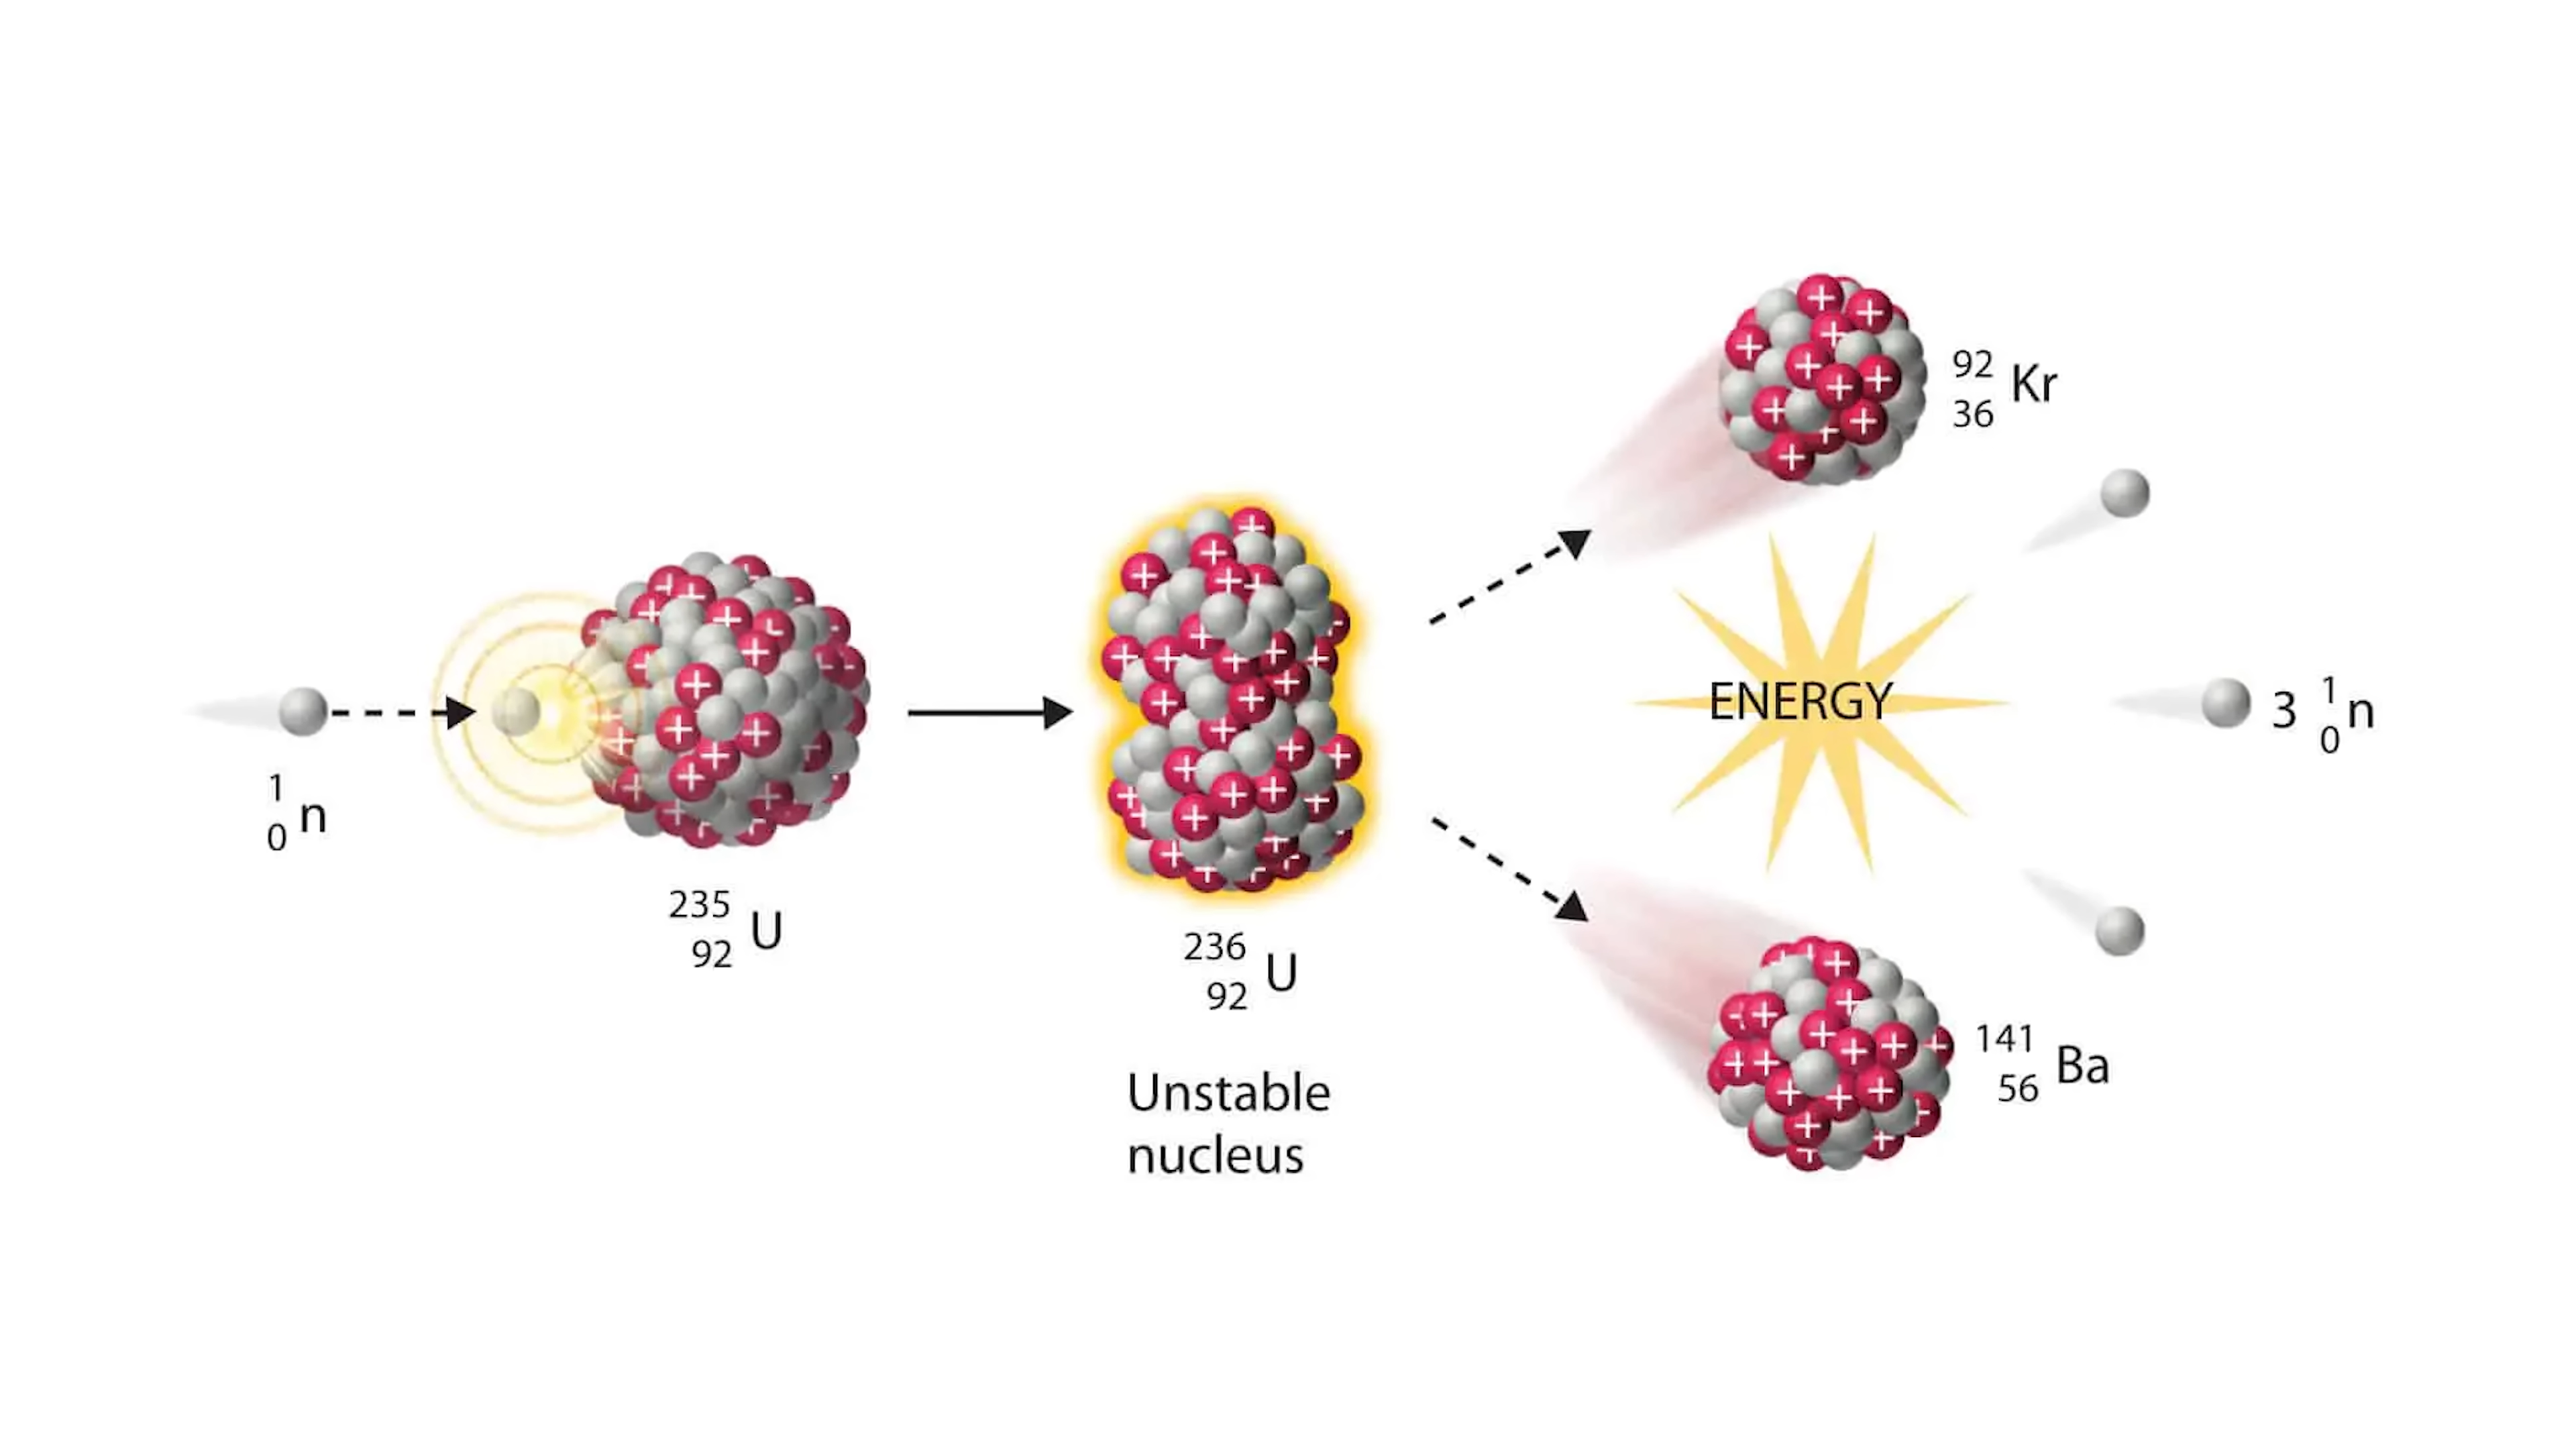 1
0 n
235
92 U
236
92 U
Unstable
nucleus
92
36 Kr
ENERGY
3 1
0 n
141
56 Ba